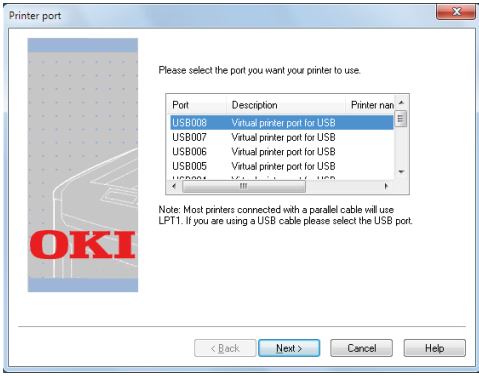 Printer port
Please select the port you want your printer to use.
Port Description Printer nan
USB008 Virtual printer port for USB
USB007 Virtual printer port for USB
USB006 Virtual printer port for USB
USB005 Virtual printer port for USB
Note: Most printers connected with a parallel cable will use
LPT1. If you are using a USB cable please select the USB port.
OKI
< Back Next > Cancel Help